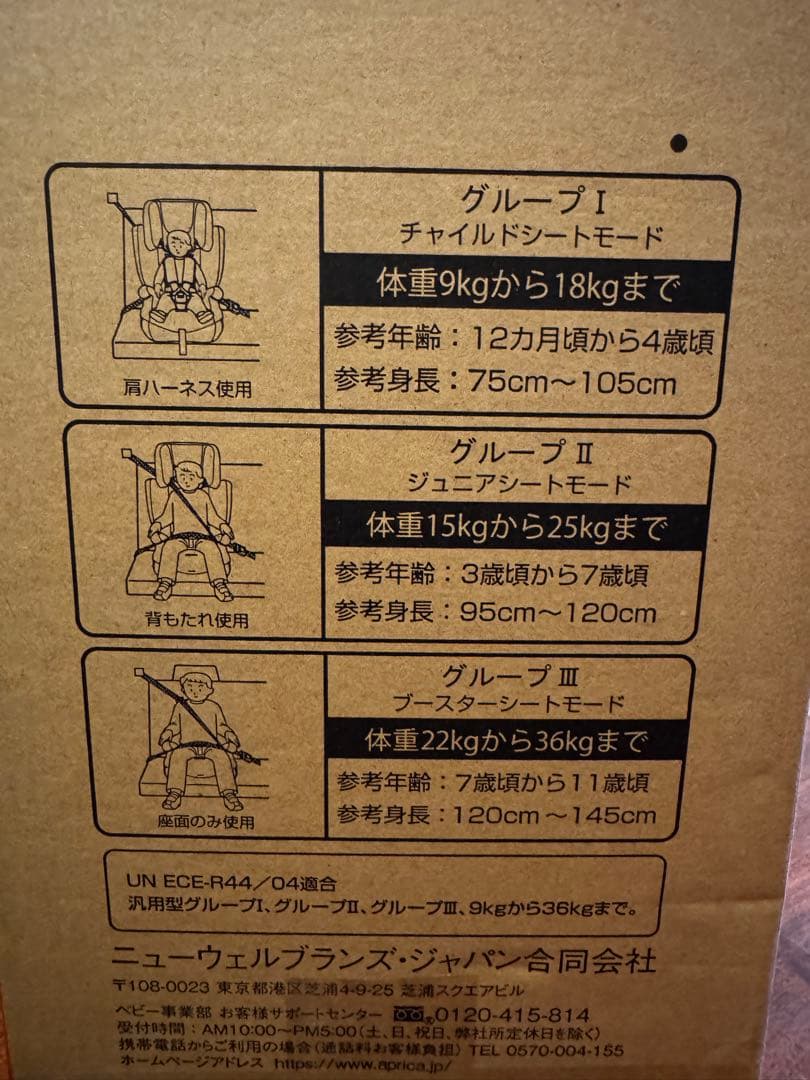 肩ハーネス使用
グループⅠ
チャイルドシートモード
体重9kgから18kgまで
参考年齢：12カ月頃から4歳頃
参考身長：75cm～105cm
背もたれ使用
グループⅡ
ジュニアシートモード
体重15kgから25kgまで
参考年齢：3歳頃から7歳頃
参考身長：95cm～120cm
座面のみ使用
グループⅢ
ブースターシートモード
体重22kgから36kgまで
参考年齢：7歳頃から11歳頃
参考身長：120cm～145cm
UN ECE-R44／04適合
汎用型グループⅠ、グループⅡ、グループⅢ、9kgから36kgまで。
ニューウェルブランズ・ジャパン合同会社
〒108-0023 東京都港区芝浦4-9-25 芝浦スクエアビル
ベビー事業部 お客様サポートセンター 0120-415-814
受付時間：AM10:00～PM5:00（土、日、祝日、弊社所定休日を除く）
携帯電話からご利用の場合（通話料お客様負担）TEL 0570-004-155
ホームページアドレス https://www.aprica.jp/